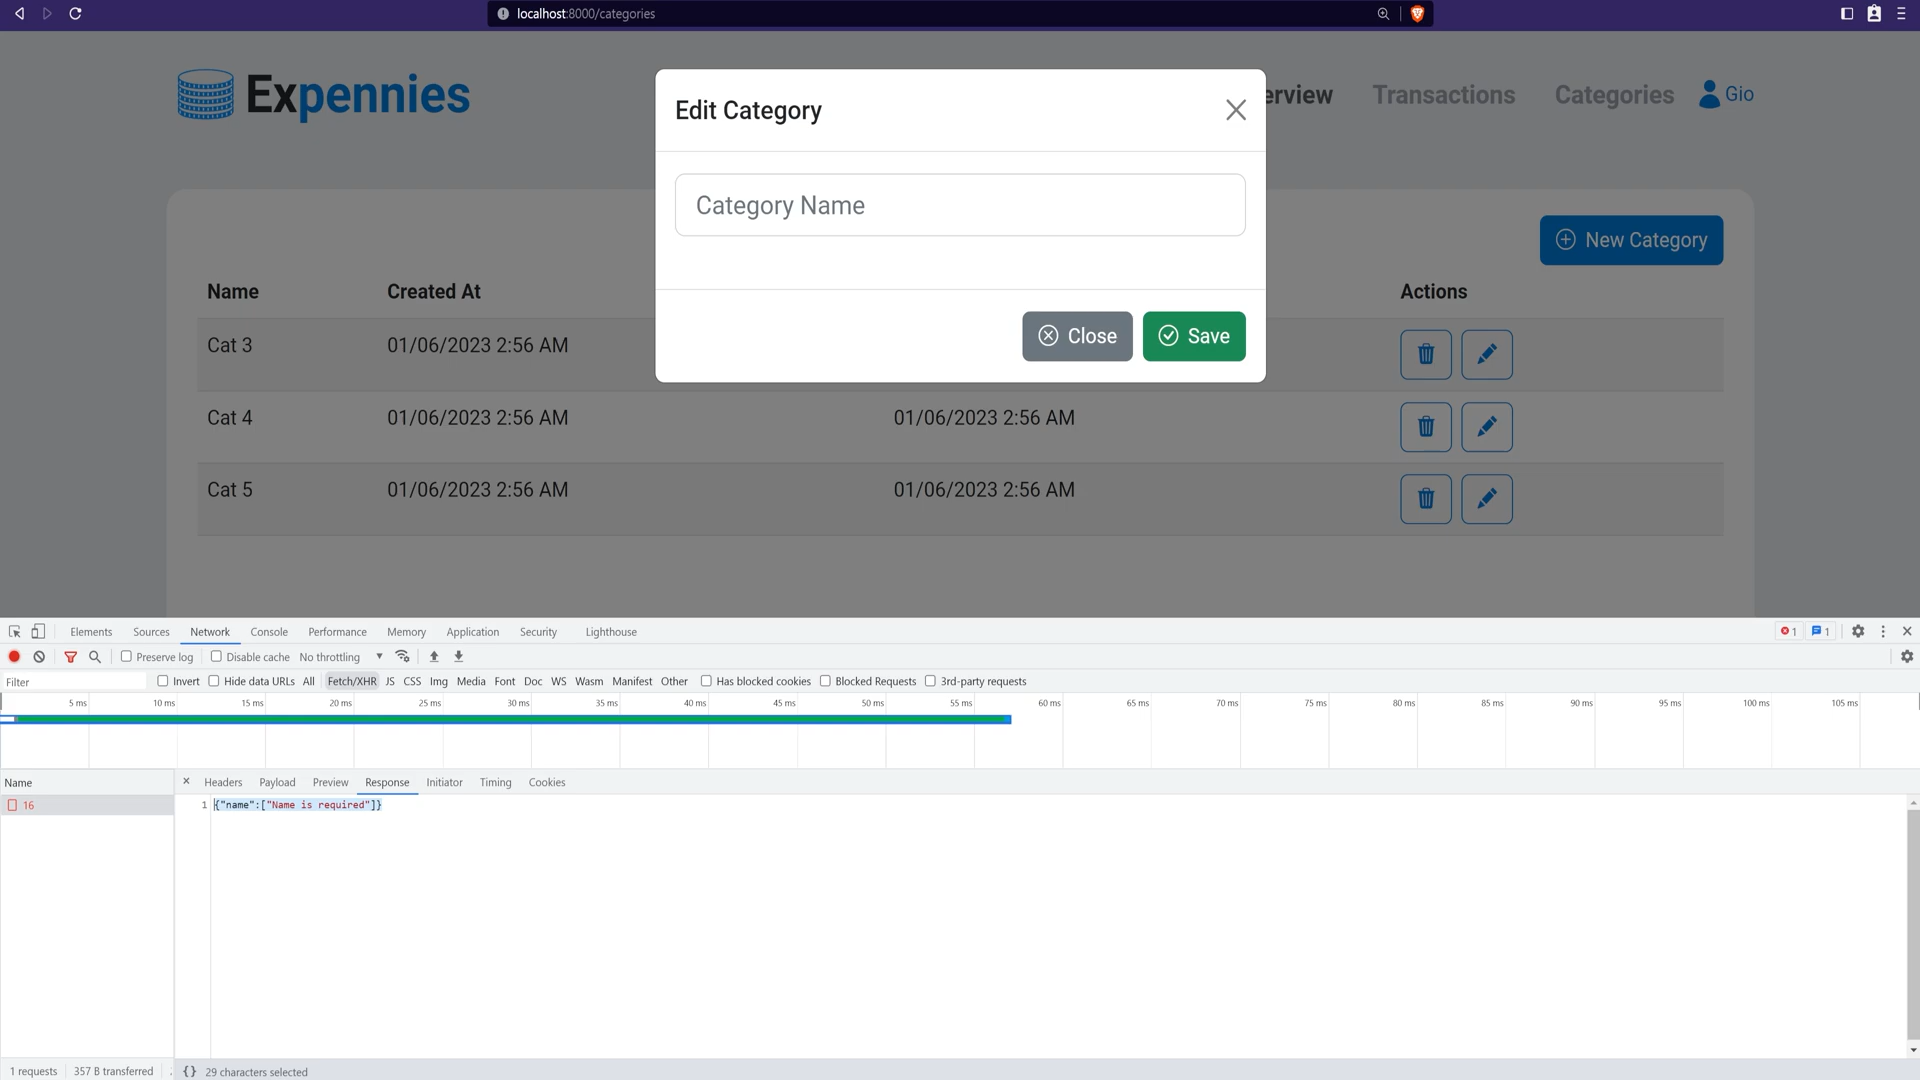 localhost:8000/categories
Expennies
Edit Category
erview
Transactions
Categories
Gio
Category Name
New Category
Close
Save
Name
Created At
Actions
Cat 3
01/06/2023 2:56 AM
Cat 4
01/06/2023 2:56 AM
01/06/2023 2:56 AM
Cat 5
01/06/2023 2:56 AM
01/06/2023 2:56 AM
Elements Sources Network Console Performance Memory Application Security Lighthouse
1 1
Preserve log Disable cache No throttling
Filter Invert Hide data URLs All Fetch/XHR JS CSS Img Media Font Doc WS Wasm Manifest Other Has blocked cookies Blocked Requests 3rd-party requests
5 ms 10 ms 15 ms 20 ms 25 ms 30 ms 35 ms 40 ms 45 ms 50 ms 55 ms 60 ms 65 ms 70 ms 75 ms 80 ms 85 ms 90 ms 95 ms 100 ms 105 ms
Name
Headers Payload Preview Response Initiator Timing Cookies
16
1 {"name":["Name is required"]}
1 requests 357 B transferred
{} 29 characters selected